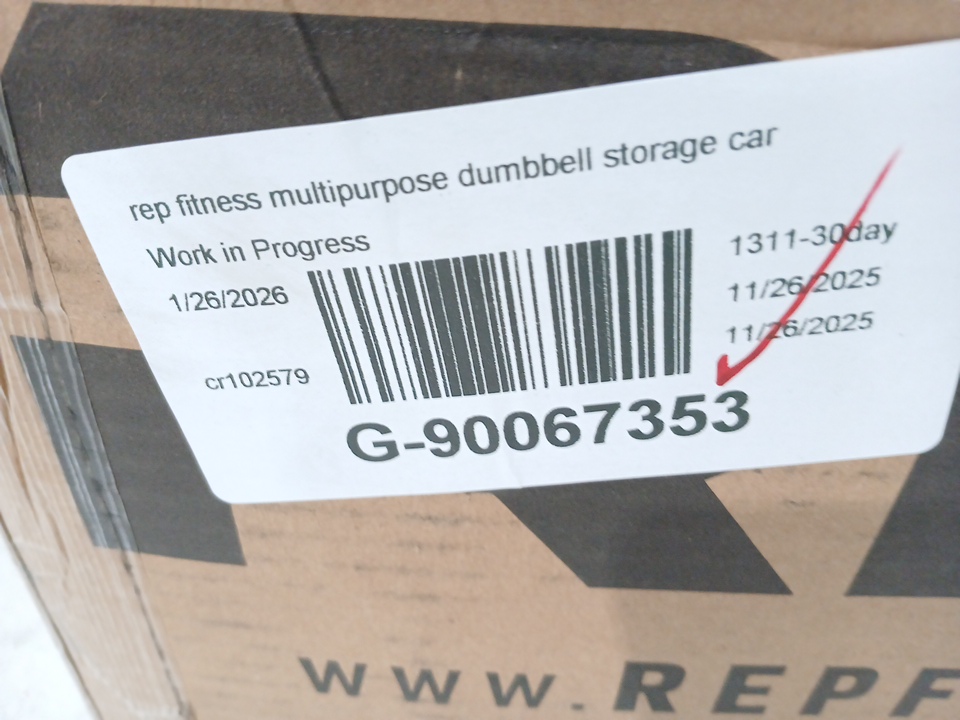 rep fitness multipurpose dumbbell storage car
Work in Progress
1/26/2026
1311-30day
11/26/2025
11/26/2025
cr102579
G-90067353
WWW.REPF